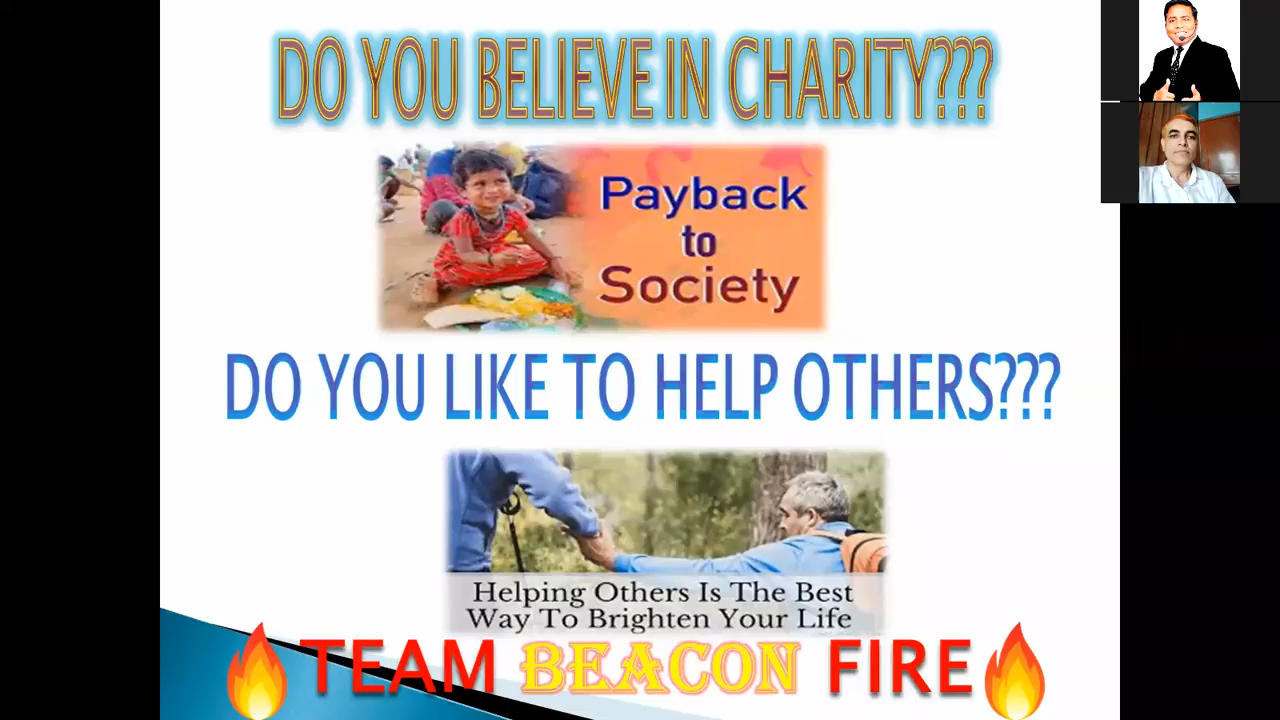 DO YOU BELIEVE IN CHARITY???
Payback
to
Society
DO YOU LIKE TO HELP OTHERS???
Helping Others Is The Best
Way To Brighten Your Life
TEAM BEACON FIRE